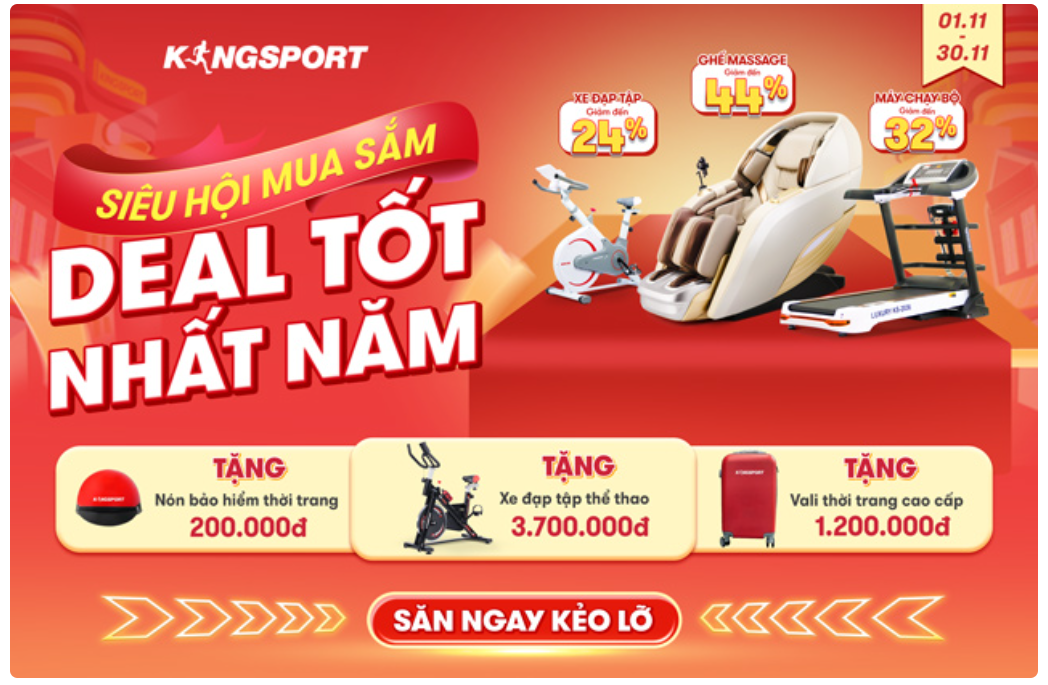 KINGSPORT
01.11
-
30.11
SIÊU HỘI MUA SẮM
DEAL TỐT
NHẤT NĂM
XE ĐẠP TẬP
Giảm đến
24%
GHẾ MASSAGE
Giảm đến
44%
MÁY CHẠY BỘ
Giảm đến
32%
TẶNG
Nón bảo hiểm thời trang
200.000đ
KINGSPORT
TẶNG
Xe đạp tập thể thao
3.700.000đ
KINGSPORT
TẶNG
Vali thời trang cao cấp
1.200.000đ
SĂN NGAY KẺO LỠ